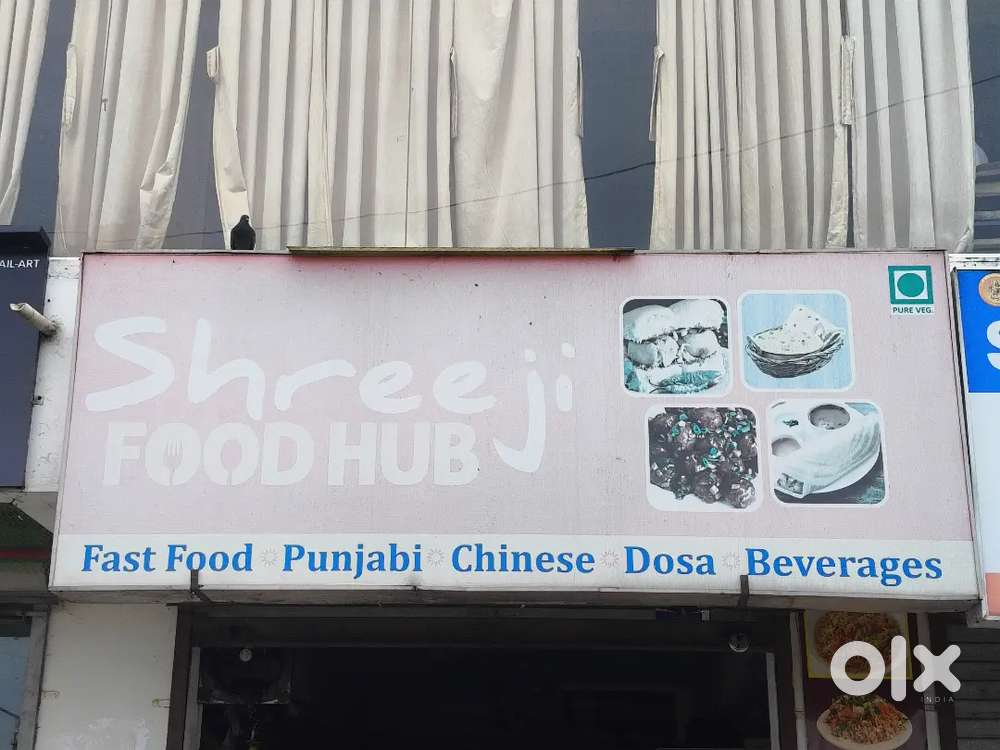 AIL-ART
PURE VEG.
Shreeji
FOOD HUB
Fast Food Punjabi Chinese Dosa Beverages
S
olx
INDIA